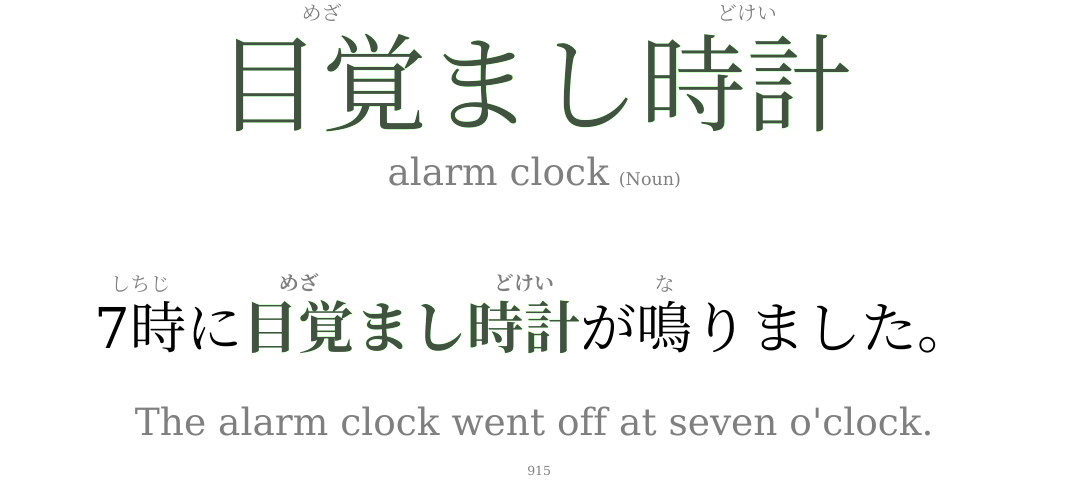 めざ どけい
目覚まし時計
alarm clock (Noun)
しちじ めざ どけい な
7時に目覚まし時計が鳴りました。
The alarm clock went off at seven o'clock.
915